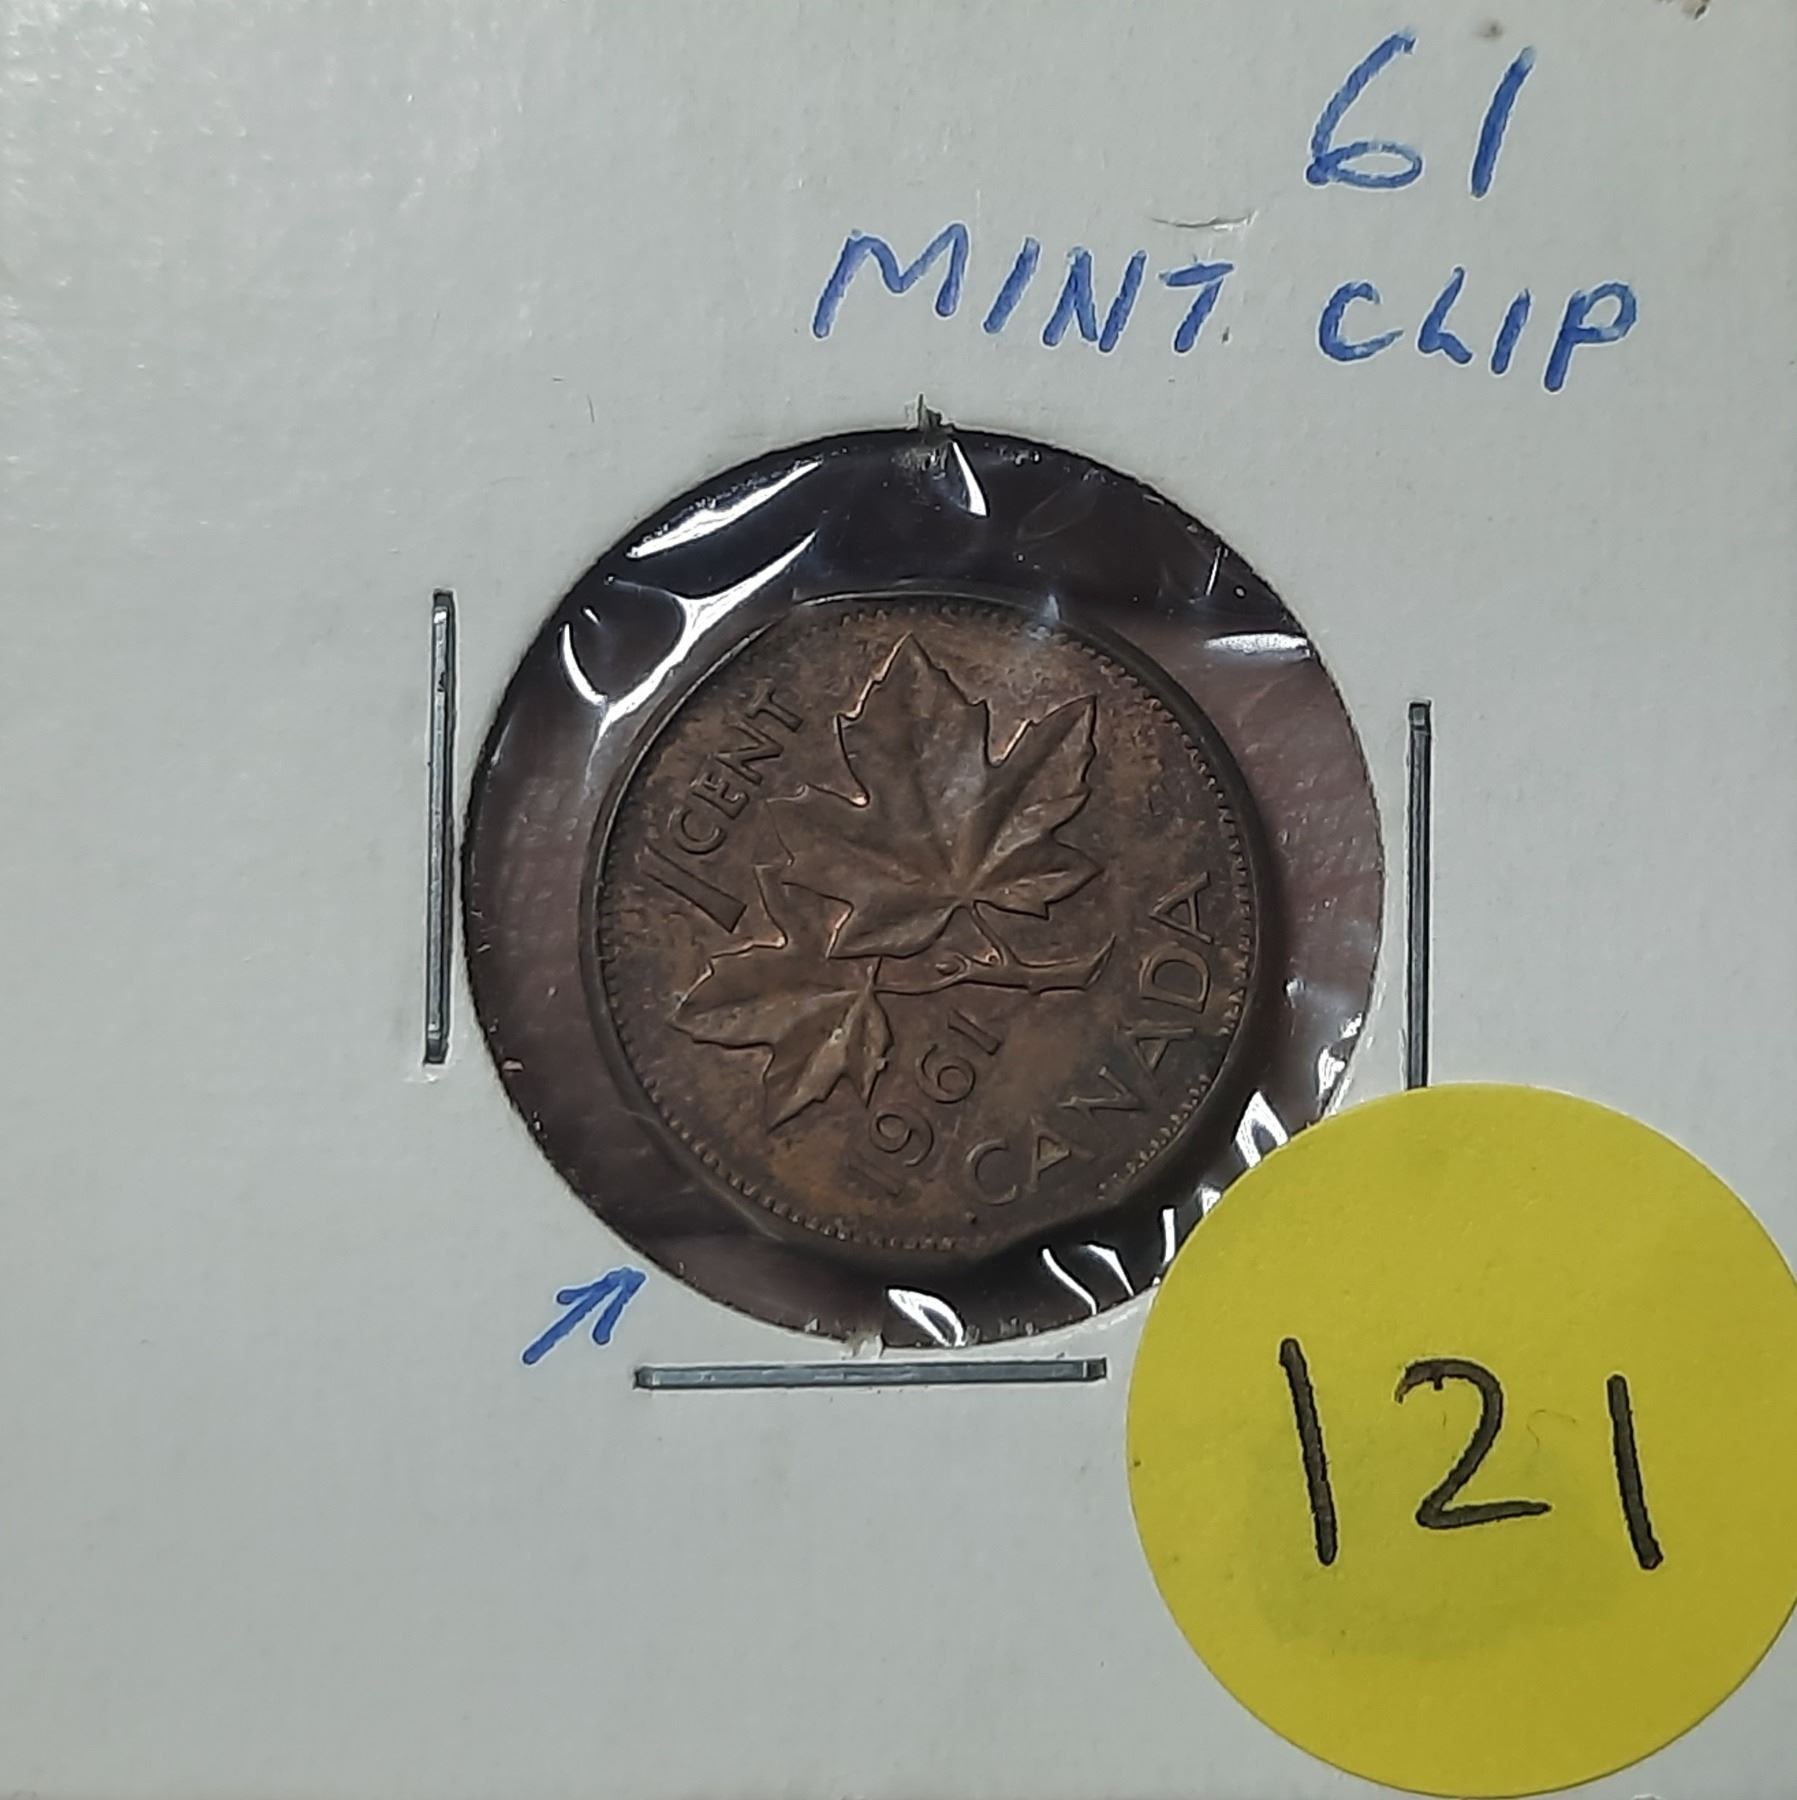 61
MINT CLIP
1 CENT
1961
CANADA
121